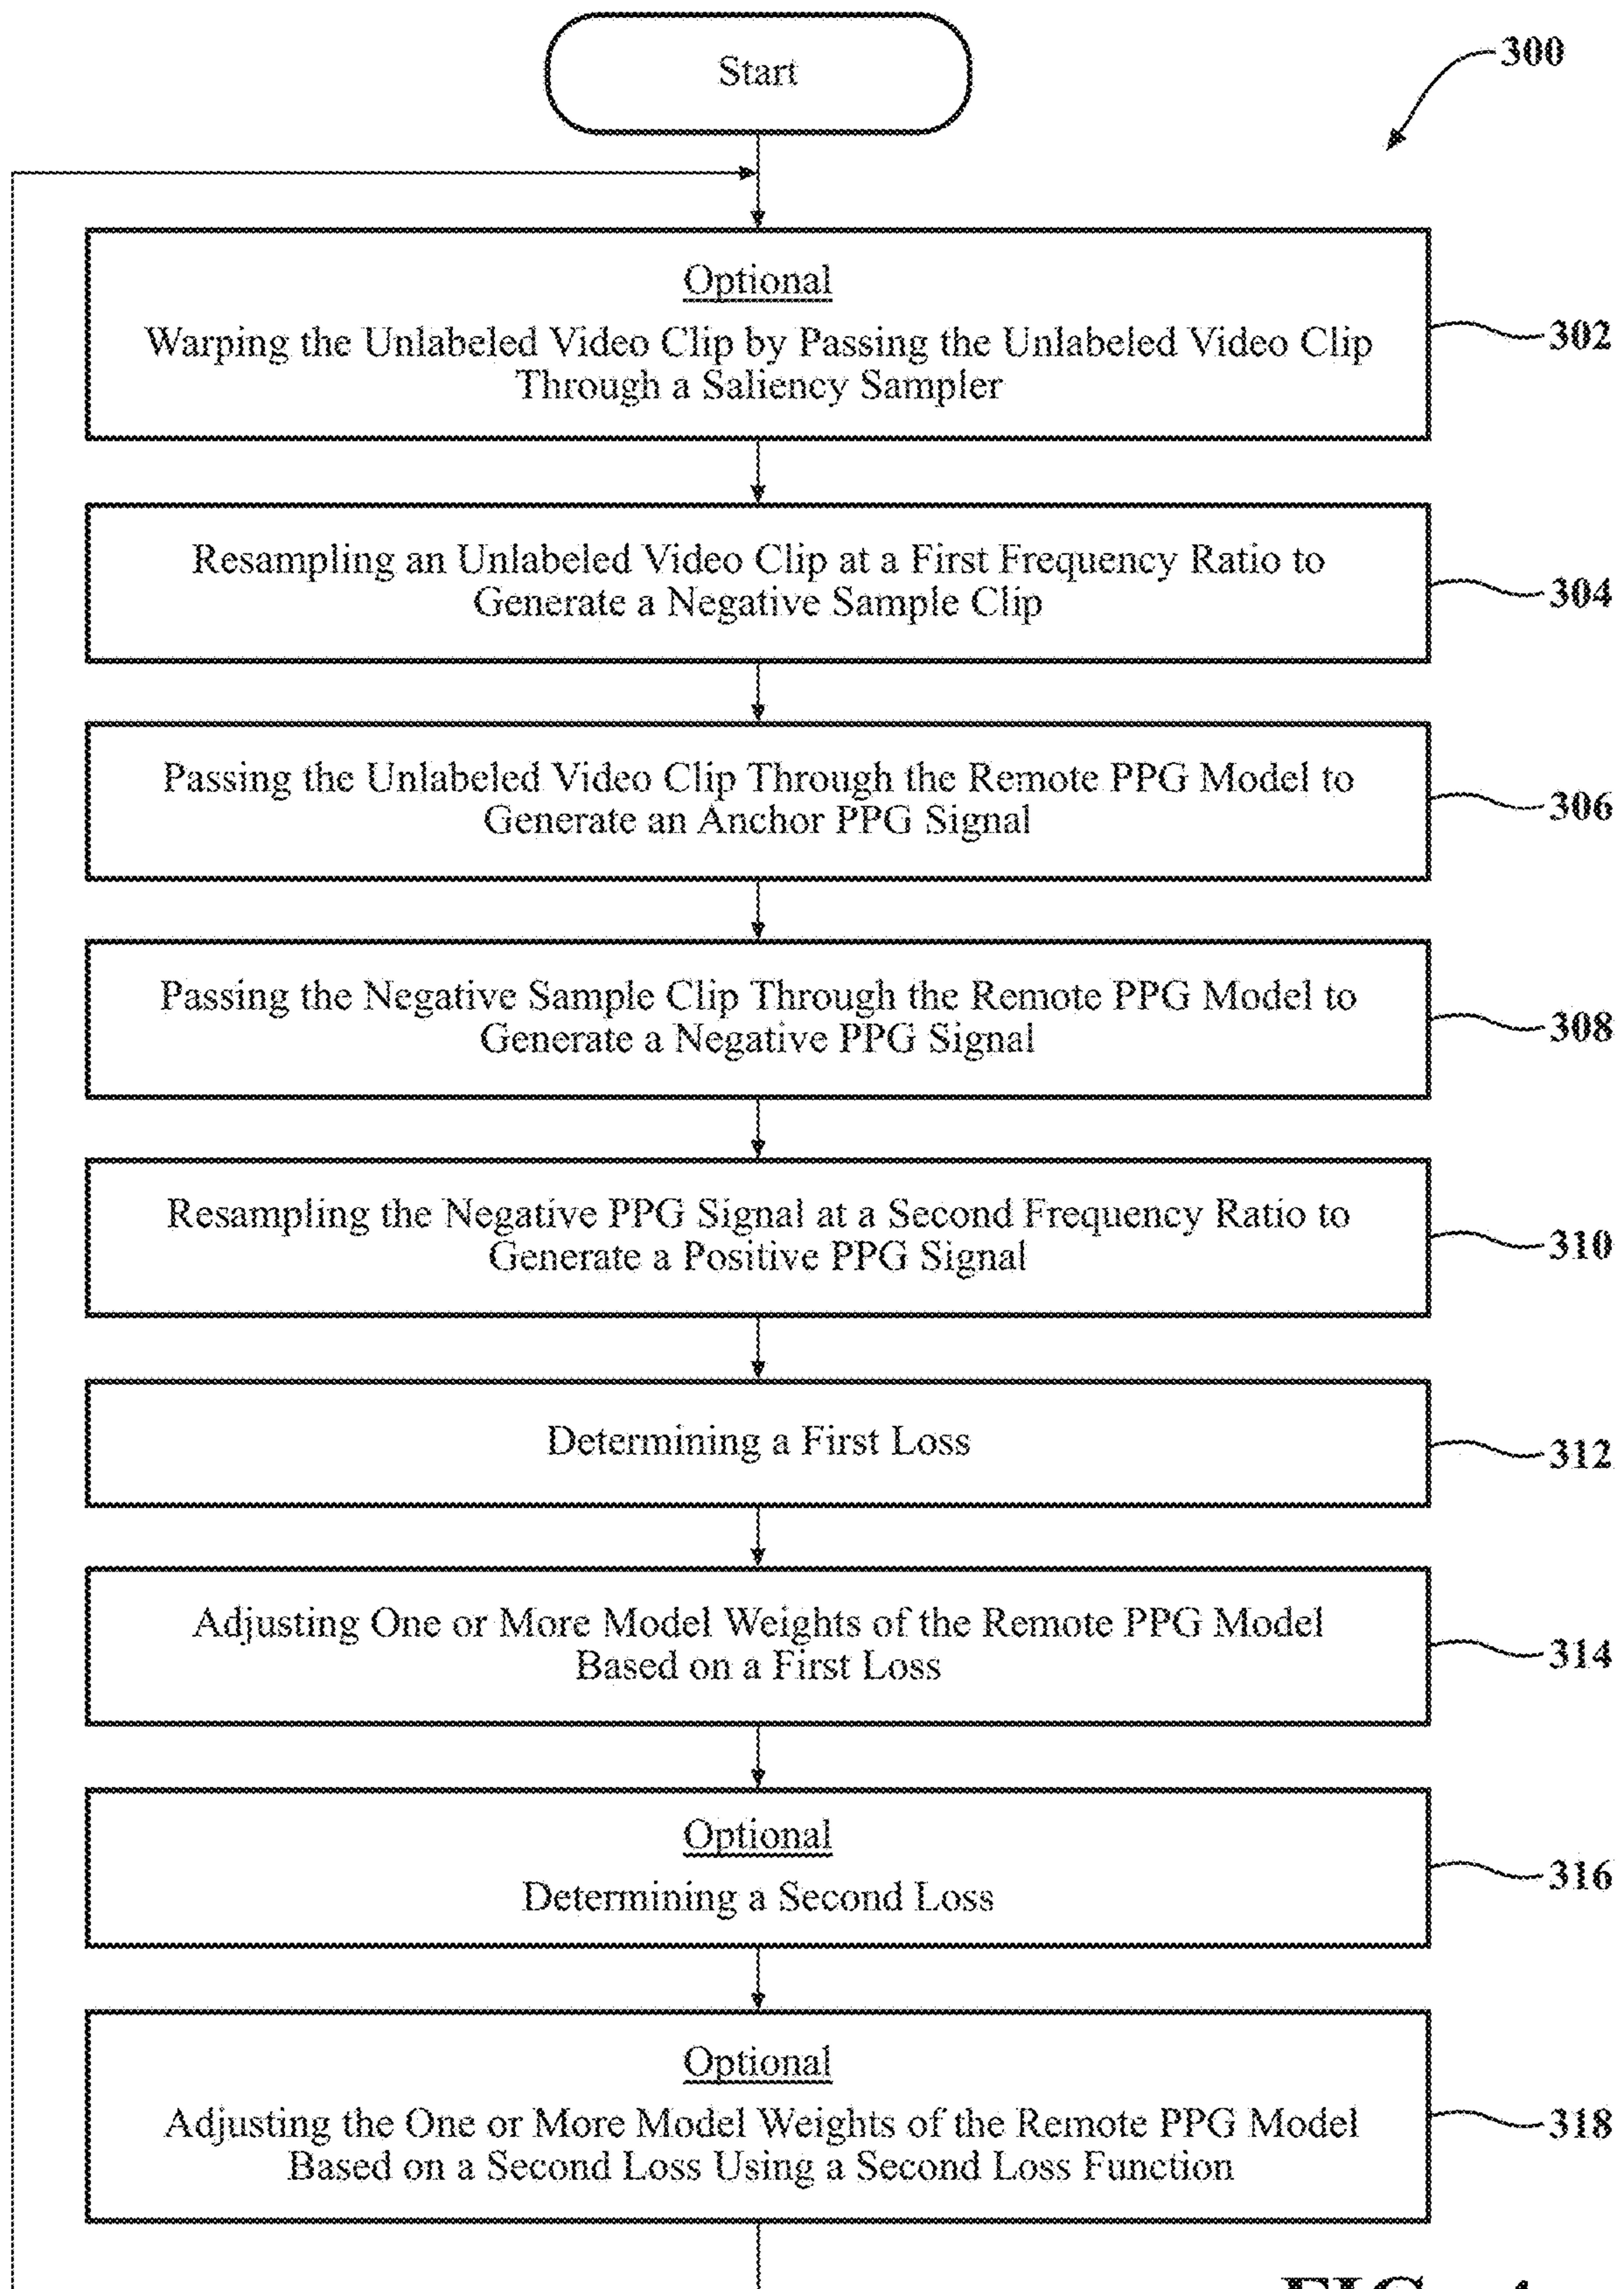 Start
300
Optional
Warping the Unlabeled Video Clip by Passing the Unlabeled Video Clip
Through a Saliency Sampler
302
Resampling an Unlabeled Video Clip at a First Frequency Ratio to
Generate a Negative Sample Clip
304
Passing the Unlabeled Video Clip Through the Remote PPG Model to
Generate an Anchor PPG Signal
306
Passing the Negative Sample Clip Through the Remote PPG Model to
Generate a Negative PPG Signal
308
Resampling the Negative PPG Signal at a Second Frequency Ratio to
Generate a Positive PPG Signal
310
Determining a First Loss
312
Adjusting One or More Model Weights of the Remote PPG Model
Based on a First Loss
314
Optional
Determining a Second Loss
316
Optional
Adjusting the One or More Model Weights of the Remote PPG Model
Based on a Second Loss Using a Second Loss Function
318